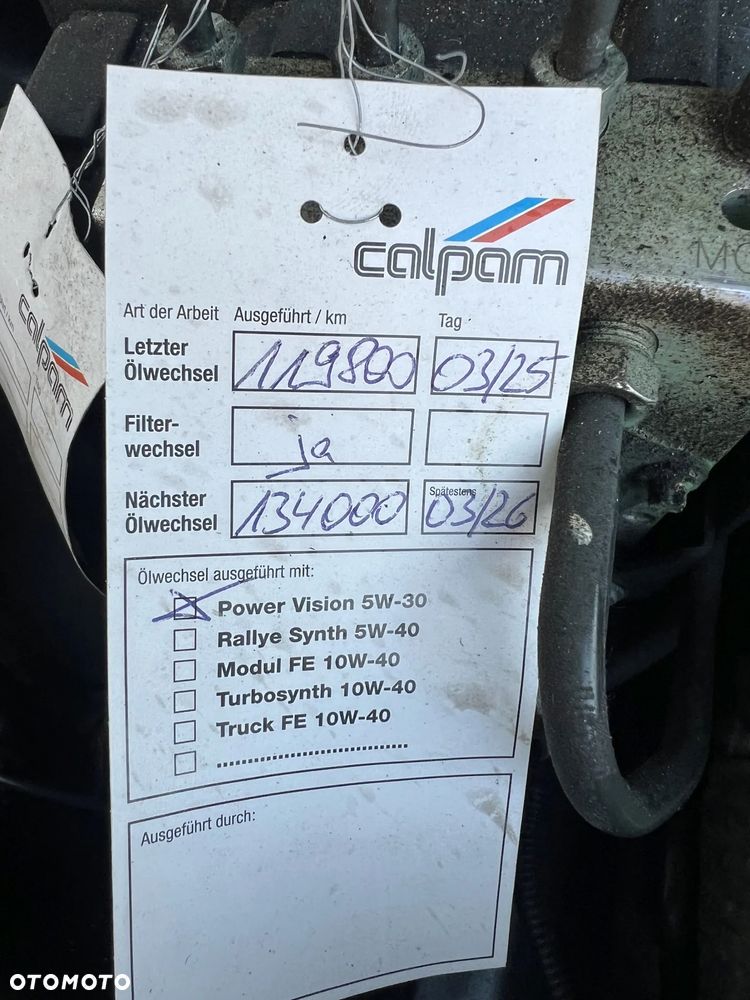 calpam
Art der Arbeit Ausgeführt / km Tag
Letzter Ölwechsel 119800 03/25
Filter-wechsel ja
Nächster Ölwechsel 134000 Spätestens 03/26
Ölwechsel ausgeführt mit:
Power Vision 5W-30
Rallye Synth 5W-40
Modul FE 10W-40
Turbosynth 10W-40
Truck FE 10W-40
Ausgeführt durch:
calpam
MO
OTOMOTO